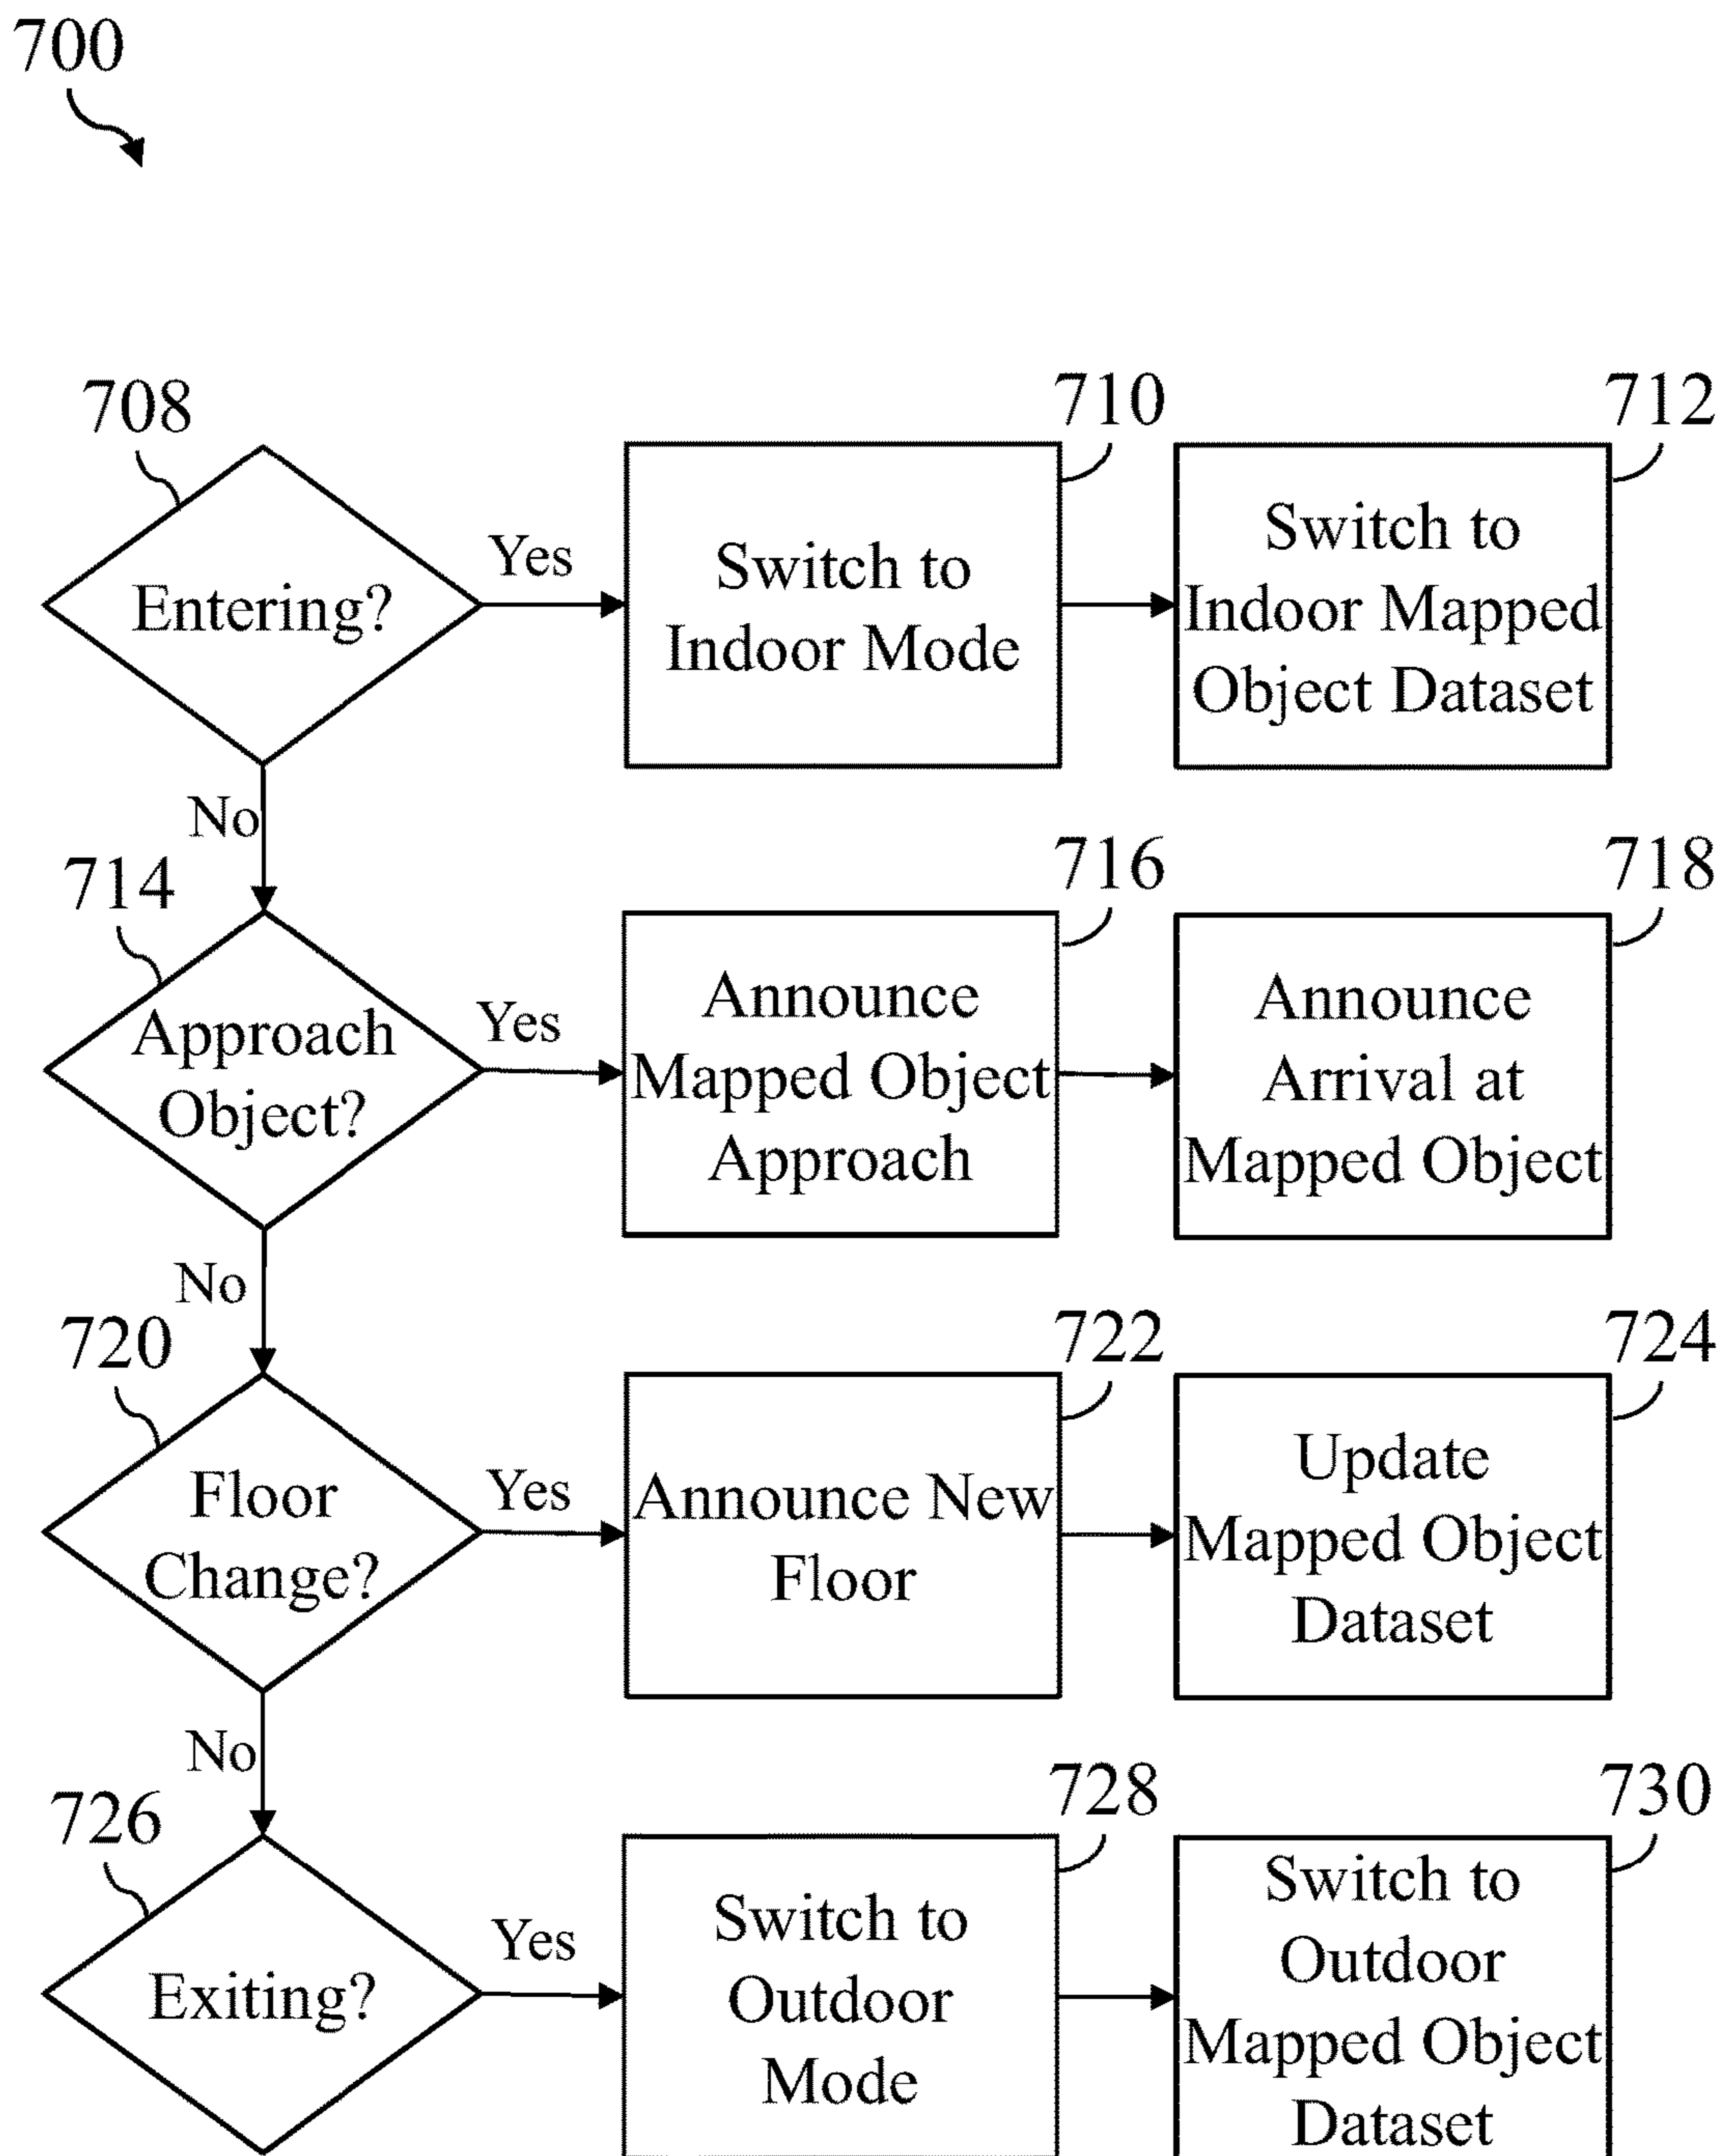 700
708
710
712
Entering?
Yes
Switch to
Indoor Mode
Switch to
Indoor Mapped
Object Dataset
No
714
716
718
Approach
Object?
Yes
Announce
Mapped Object
Approach
Announce
Arrival at
Mapped Object
No
720
722
724
Floor
Change?
Yes
Announce New
Floor
Update
Mapped Object
Dataset
No
726
728
730
Exiting?
Yes
Switch to
Outdoor
Mode
Switch to
Outdoor
Mapped Object
Dataset